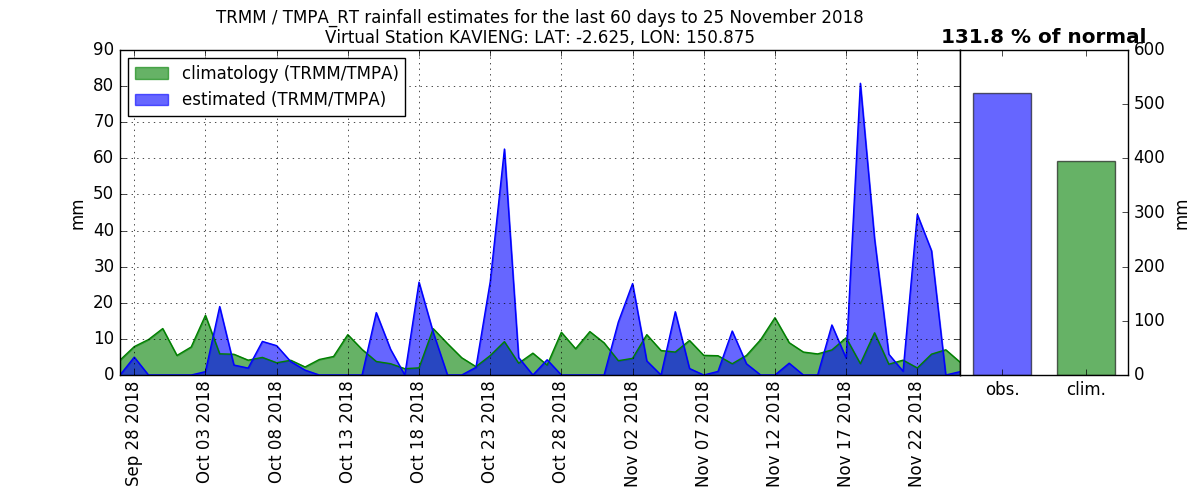 TRMM / TMPA_RT rainfall estimates for the last 60 days to 25 November 2018
Virtual Station KAVIENG: LAT: -2.625, LON: 150.875
131.8 % of normal
climatology (TRMM/TMPA)
estimated (TRMM/TMPA)
90
80
70
60
50
40
30
20
10
0
mm
Sep 28 2018
Oct 03 2018
Oct 08 2018
Oct 13 2018
Oct 18 2018
Oct 23 2018
Oct 28 2018
Nov 02 2018
Nov 07 2018
Nov 12 2018
Nov 17 2018
Nov 22 2018
obs.
clim.
600
500
400
300
200
100
0
mm